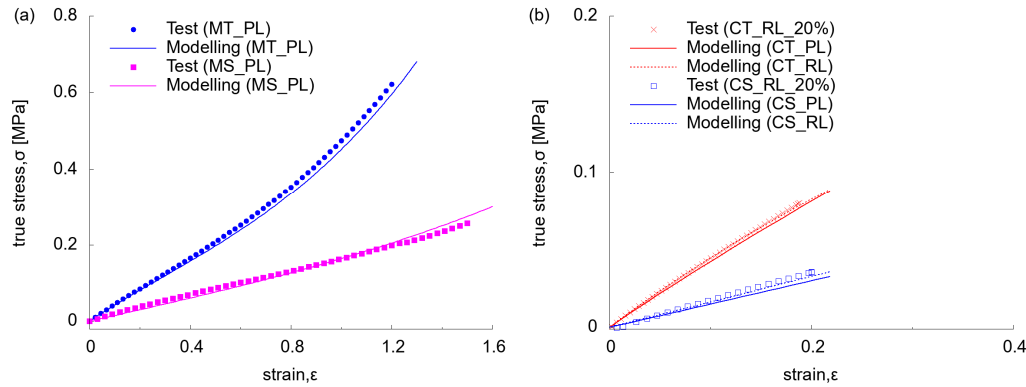 (a)
Test (MT_PL)
Modelling (MT_PL)
Test (MS_PL)
Modelling (MS_PL)
true stress,σ [MPa]
0.8
0.6
0.4
0.2
0
0 0.4 0.8 1.2 1.6
strain,ε
(b)
Test (CT_RL_20%)
Modelling (CT_PL)
Modelling (CT_RL)
Test (CS_RL_20%)
Modelling (CS_PL)
Modelling (CS_RL)
true stress,σ [MPa]
0.2
0.1
0
0 0.2 0.4
strain,ε